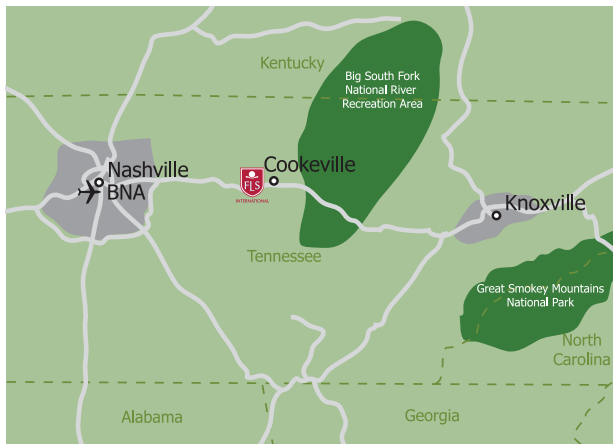 Kentucky
Big South Fork
National River
Recreation Area
Nashville
BNA
FLS
INTERNATIONAL
Cookeville
Knoxville
Tennessee
Great Smokey Mountains
National Park
North
Carolina
Alabama
Georgia